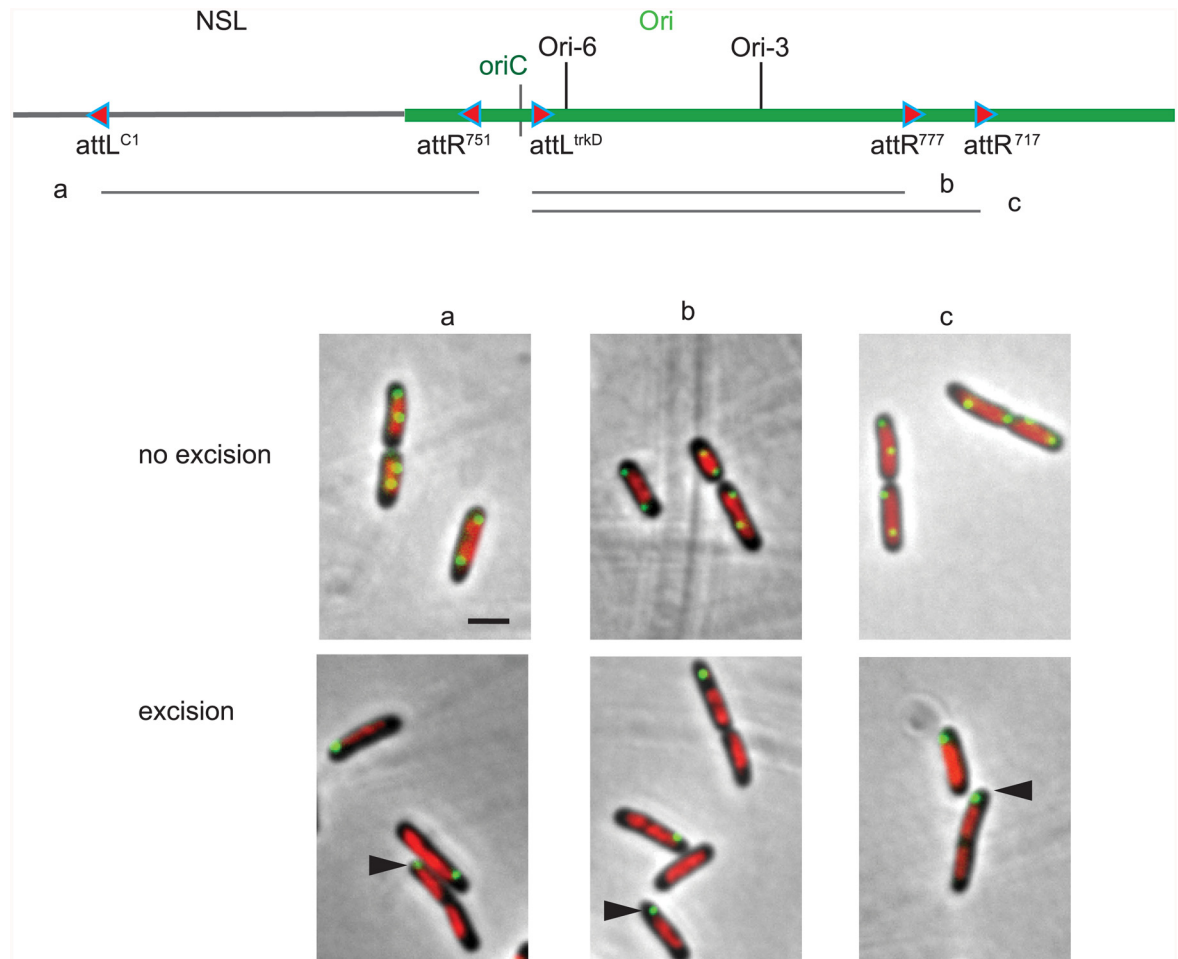 NSL Ori
Ori-6 Ori-3
oriC
attL^C1 attR^751 attL^trkD attR^777 attR^717
a b
c
a b c
no excision
excision